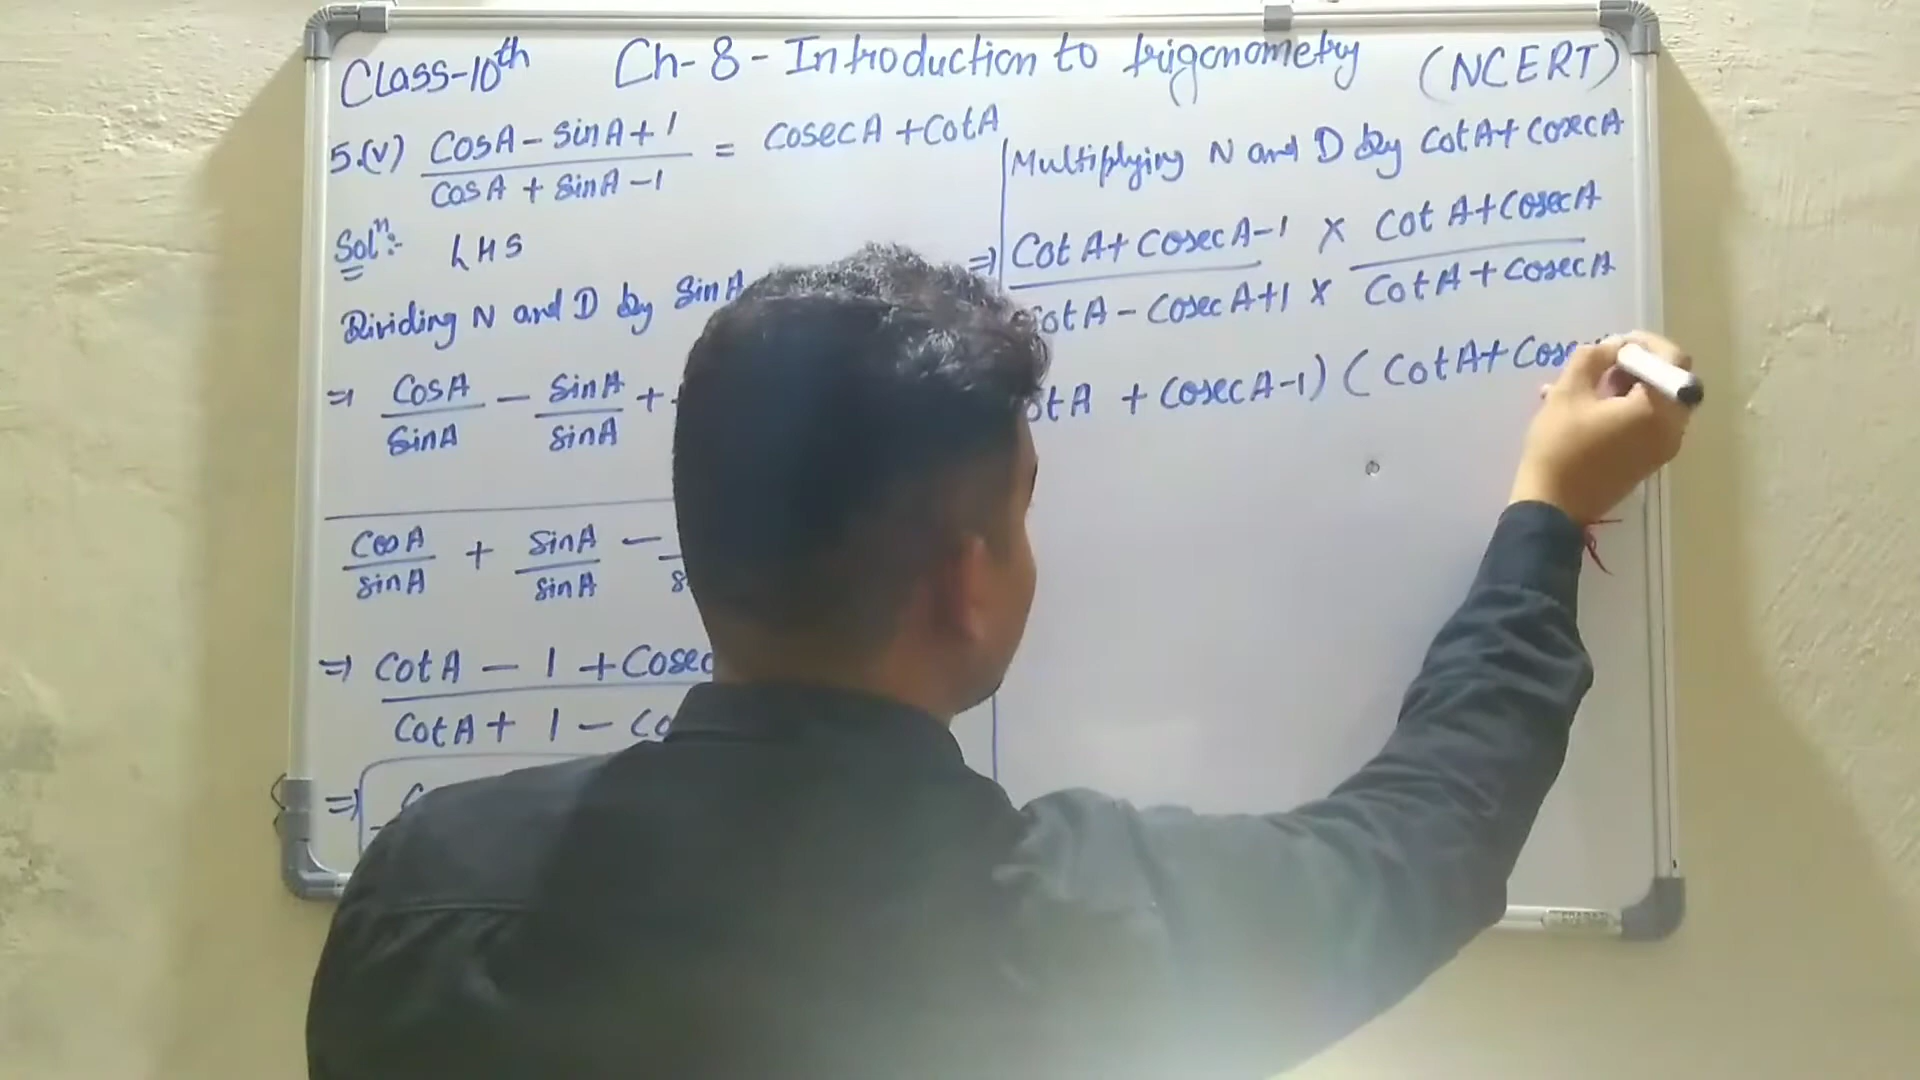 Class-10th Ch-8-Introduction to trigonometry (NCERT)
5.(v) CosA - SinA + 1 = CosecA + CotA
CosA + SinA - 1
Solⁿ:- LHS
Dividing N and D by SinA
⇒ CosA - SinA +
SinA SinA
CosA + SinA -
SinA SinA
⇒ CotA - 1 + Cosec
CotA + 1 - Co
⇒
Multiplying N and D by CotA + CosecA
⇒ CotA + CosecA - 1 × CotA + CosecA
otA - CosecA + 1 × CotA + CosecA
otA + CosecA - 1) (CotA + Cose